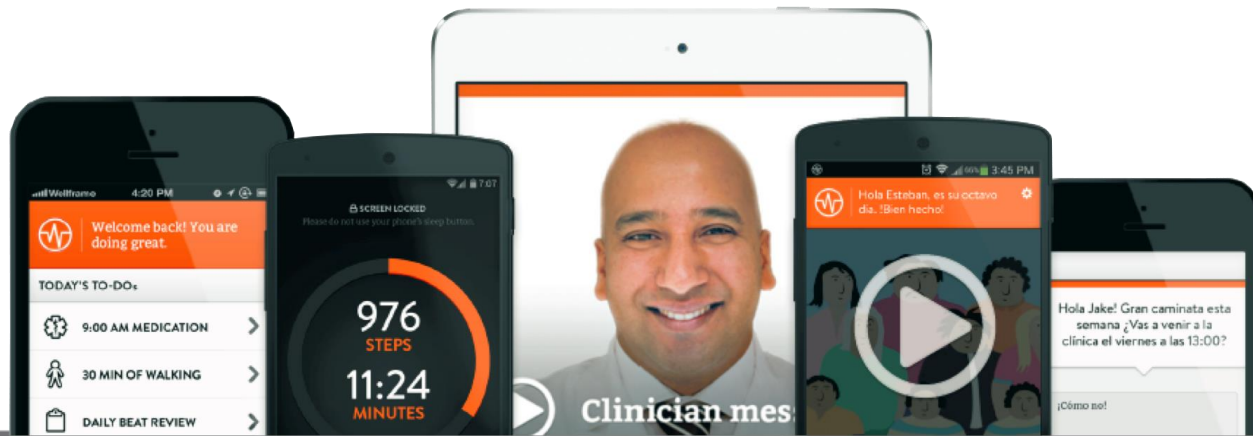 Wellframe
4:20 PM
Welcome back! You are
doing great.
TODAY'S TO-DOs
9:00 AM MEDICATION
30 MIN OF WALKING
DAILY BEAT REVIEW
7:07
SCREEN LOCKED
Please do not use your phone's sleep button.
976
STEPS
11:24
MINUTES
Clinician mes
66%
3:45 PM
Hola Esteban, es su octavo
día. !Bien hecho!
Hola Jake! Gran caminata esta
semana ¿Vas a venir a la
clínica el viernes a las 13:00?
¡Cómo no!